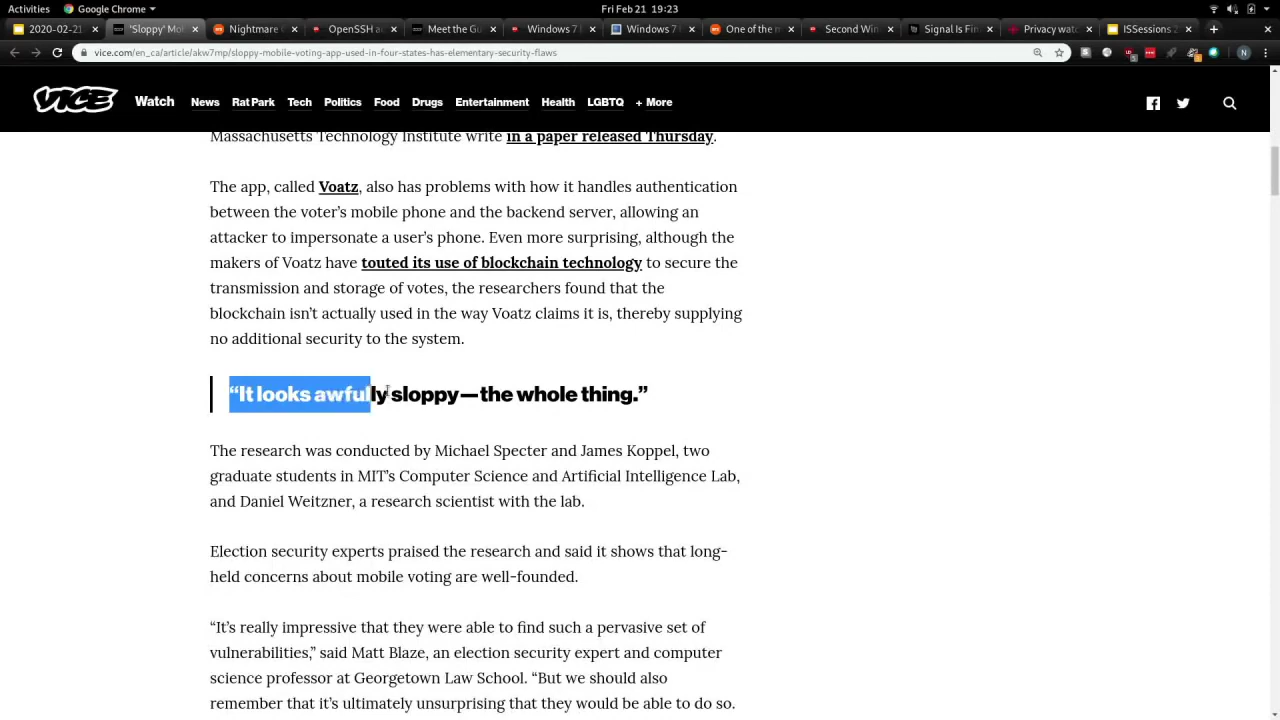 Activities
Google Chrome
Fri Feb 21 19:23
2020-02-21
'Sloppy' Mo
Nightmare
OpenSSH a
Meet the Gu
Windows 7
Windows 7
One of the m
Second Win
Signal Is Fin
Privacy wat
ISSessions 2
vice.com/en_ca/article/akw7mp/sloppy-mobile-voting-app-used-in-four-states-has-elementary-security-flaws
VICE
Watch
News
Rat Park
Tech
Politics
Food
Drugs
Entertainment
Health
LGBTQ
+ More
Massachusetts Technology Institute write in a paper released Thursday.
The app, called Voatz, also has problems with how it handles authentication
between the voter’s mobile phone and the backend server, allowing an
attacker to impersonate a user’s phone. Even more surprising, although the
makers of Voatz have touted its use of blockchain technology to secure the
transmission and storage of votes, the researchers found that the
blockchain isn’t actually used in the way Voatz claims it is, thereby supplying
no additional security to the system.
“It looks awfully sloppy—the whole thing.”
The research was conducted by Michael Specter and James Koppel, two
graduate students in MIT’s Computer Science and Artificial Intelligence Lab,
and Daniel Weitzner, a research scientist with the lab.
Election security experts praised the research and said it shows that long-
held concerns about mobile voting are well-founded.
“It’s really impressive that they were able to find such a pervasive set of
vulnerabilities,” said Matt Blaze, an election security expert and computer
science professor at Georgetown Law School. “But we should also
remember that it’s ultimately unsurprising that they would be able to do so.